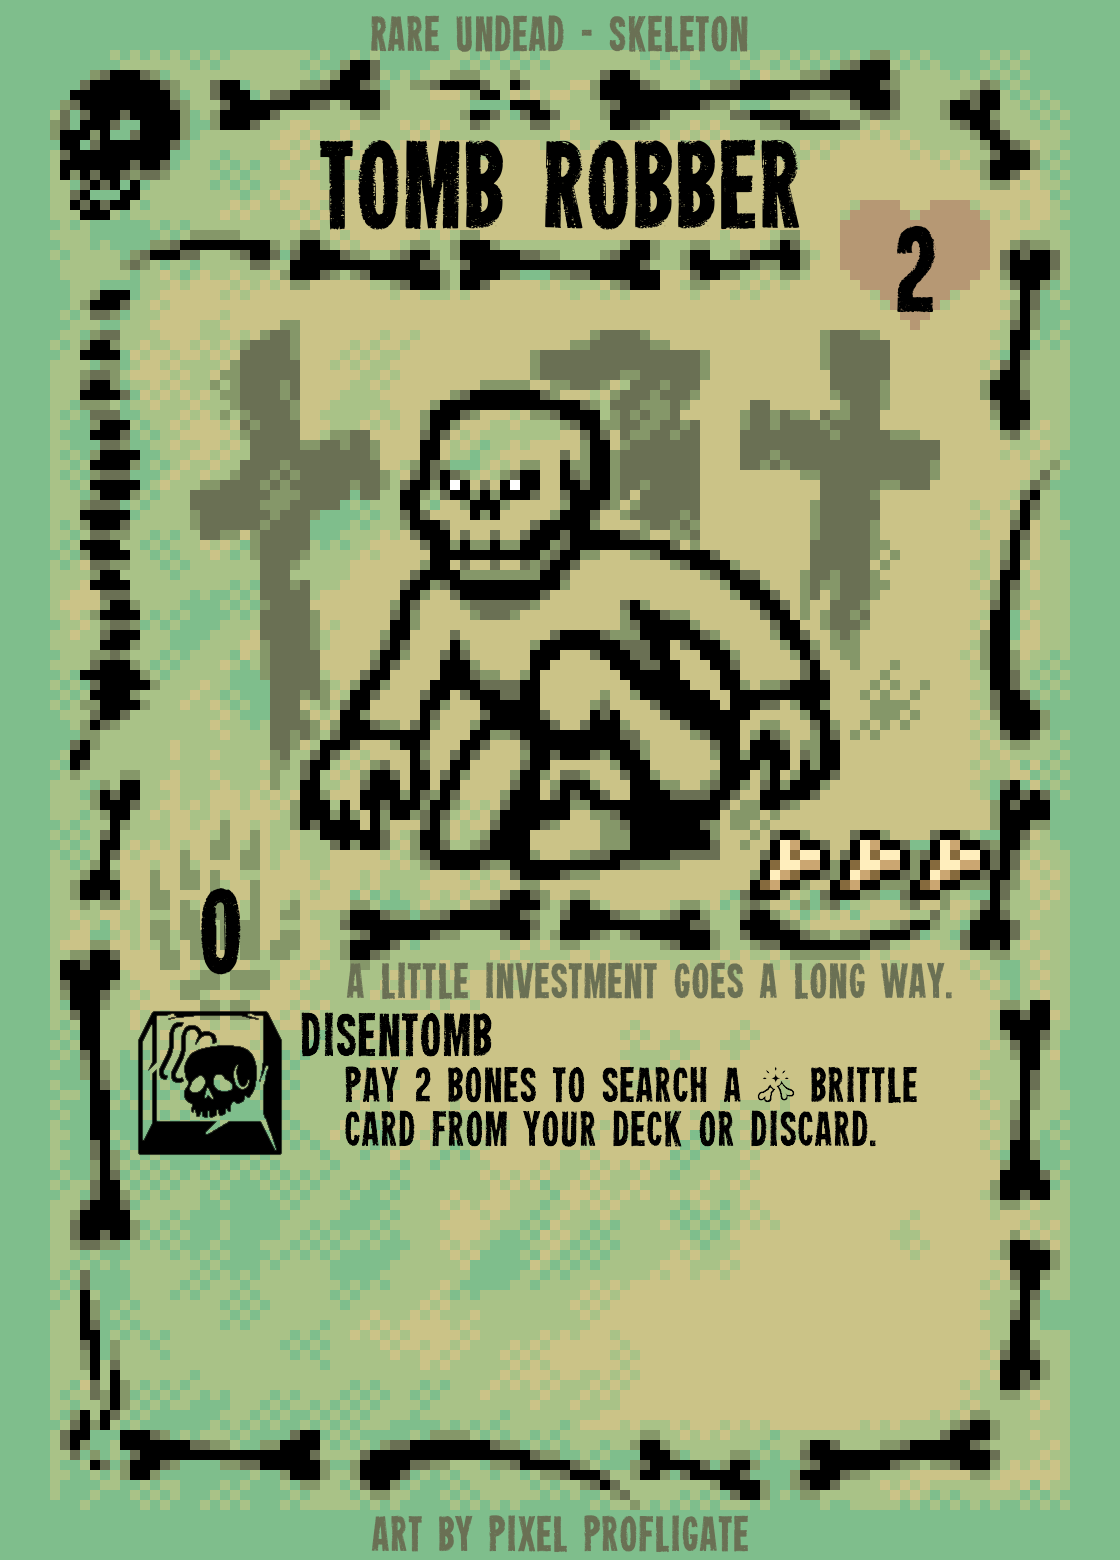 RARE UNDEAD - SKELETON
TOMB ROBBER
2
0
A LITTLE INVESTMENT GOES A LONG WAY.
DISENTOMB
PAY 2 BONES TO SEARCH A BRITTLE
CARD FROM YOUR DECK OR DISCARD.
ART BY PIXEL PROFLIGATE